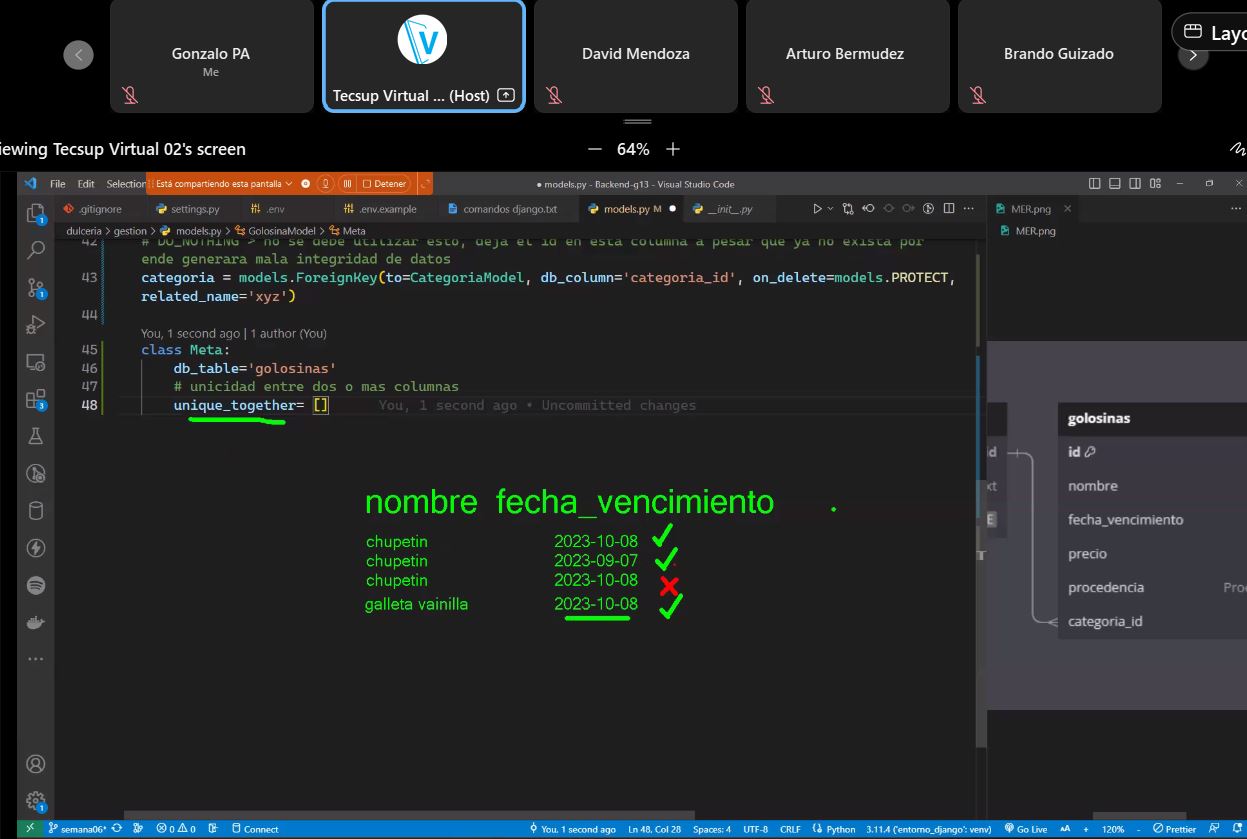 Gonzalo PA
Me
Tecsup Virtual ... (Host)
David Mendoza
Arturo Bermudez
Brando Guizado
Layo
iewing Tecsup Virtual 02's screen
64%
File Edit Selection
Está compartiendo esta pantalla
Detener
models.py - Backend-g13 - Visual Studio Code
.gitignore
settings.py
.env
.env.example
comandos django.txt
models.py M
__init__.py
MER.png
dulceria > gestion > models.py > GolosinaModel > Meta
MER.png
42 # DO_NOTHING > no se debe utilizar esto, deja el id en esta columna a pesar que ya no exista por
ende generara mala integridad de datos
43 categoria = models.ForeignKey(to=CategoriaModel, db_column='categoria_id', on_delete=models.PROTECT,
related_name='xyz')
44
You, 1 second ago | 1 author (You)
45 class Meta:
46 db_table='golosinas'
47 # unicidad entre dos o mas columnas
48 unique_together= [] You, 1 second ago • Uncommitted changes
nombre fecha_vencimiento
chupetin 2023-10-08
chupetin 2023-09-07
chupetin 2023-10-08
galleta vainilla 2023-10-08
golosinas
id
id
nombre
xt
fecha_vencimiento
E
precio
T
procedencia Pro
categoria_id
semana06*
0 0
Connect
You, 1 second ago
Ln 48, Col 28
Spaces: 4
UTF-8
CRLF
Python
3.11.4 ('entorno_django': venv)
Go Live
120%
Prettier